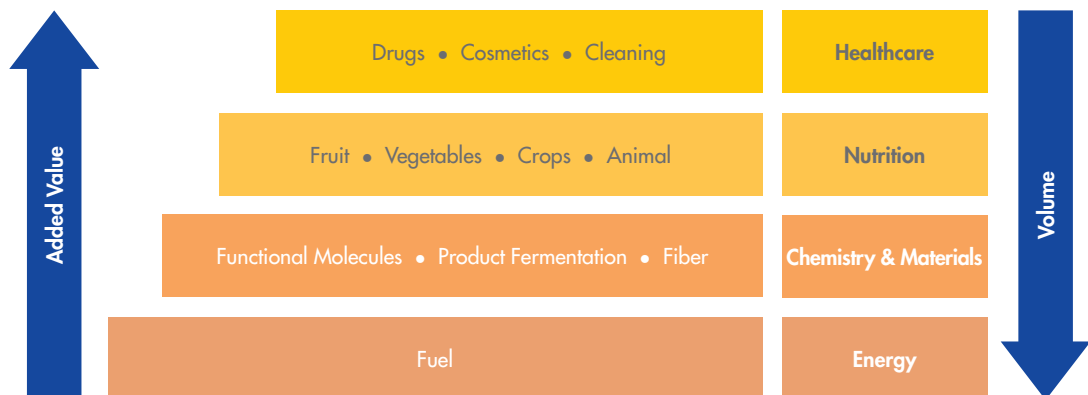 Added Value
Drugs • Cosmetics • Cleaning
Healthcare
Fruit • Vegetables • Crops • Animal
Nutrition
Functional Molecules • Product Fermentation • Fiber
Chemistry & Materials
Fuel
Energy
Volume